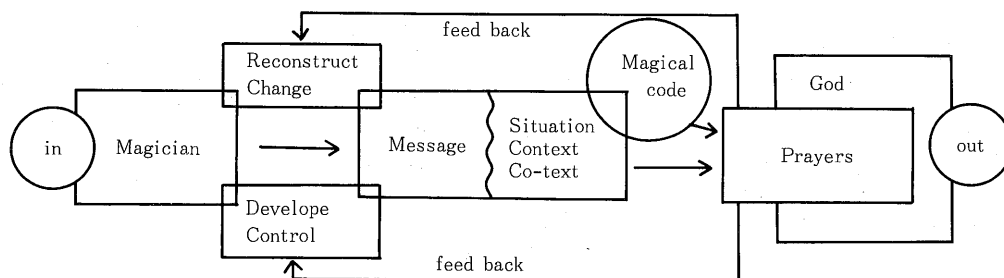 feed back
Reconstruct
Change
Magical
code
God
in
Magician
Message
Situation
Context
Co-text
Prayers
out
Develope
Control
feed back